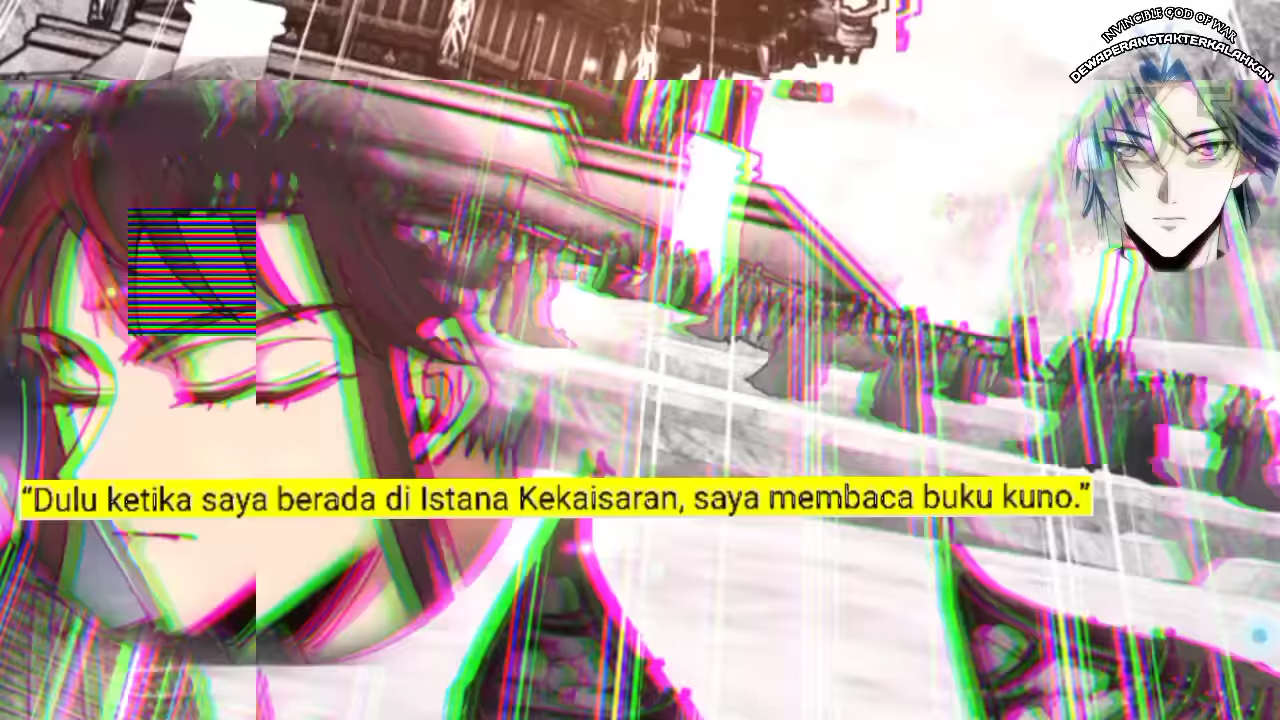 INVINCIBLE GOD OF WAR
DEWAPERANGTAKTERKALAHKAN
“Dulu ketika saya berada di Istana Kekaisaran, saya membaca buku kuno.”